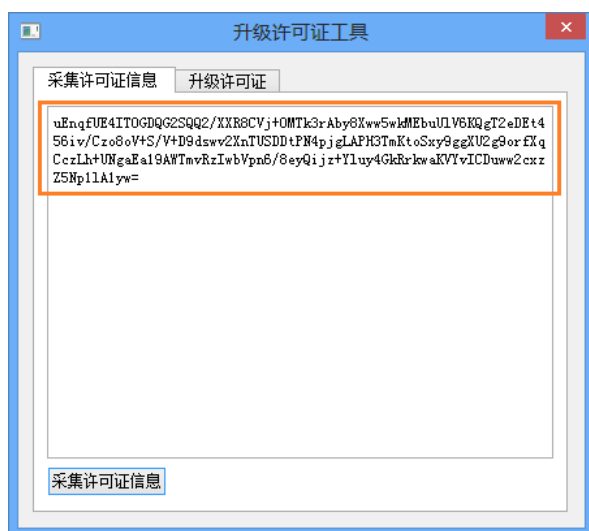 升级许可证工具
采集许可证信息 升级许可证
uEnqfUE4ITOGDQG2SQQ2/XXR8CVj+OMTk3rAby8Xww5wkMEbuUlV6KQgT2eDEt4
56iv/Czo8oV+S/V+D9dswv2XnTUSDDtPN4pjgLAPH3TmKtoSxy9ggXU2g9orfXq
CczLh+UNgaEa19AWTmvRzIwbVpn6/8eyQijz+Yluy4GkRrkwaKVYvICDuww2cxz
Z5Np1lA1yw=
采集许可证信息